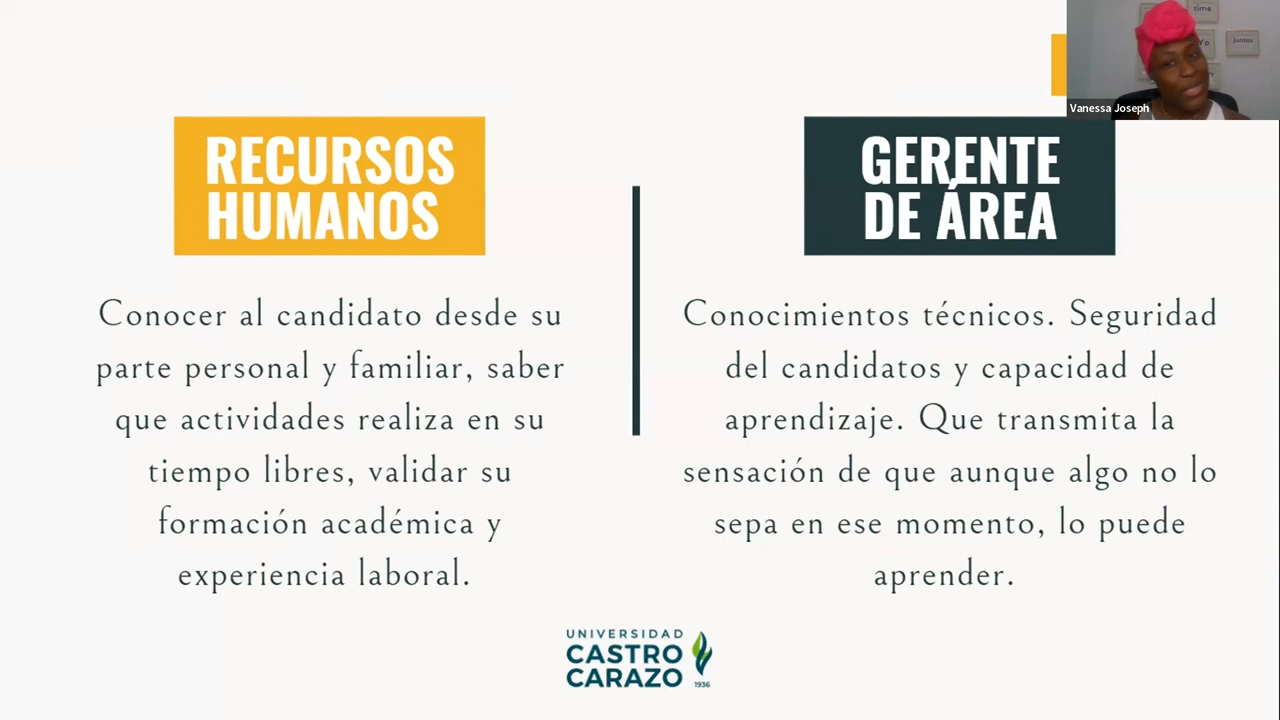 time
Yo
juntos
Vanessa Joseph
RECURSOS
HUMANOS
Conocer al candidato desde su
parte personal y familiar, saber
que actividades realiza en su
tiempo libres, validar su
formación académica y
experiencia laboral.
GERENTE
DE ÁREA
Conocimientos técnicos. Seguridad
del candidatos y capacidad de
aprendizaje. Que transmita la
sensación de que aunque algo no lo
sepa en ese momento, lo puede
aprender.
UNIVERSIDAD
CASTRO
CARAZO
1936